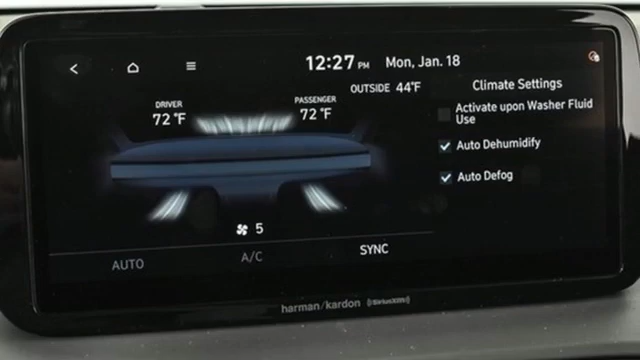 12:27 PM Mon, Jan. 18
OUTSIDE 44°F
Climate Settings
DRIVER
72 °F
PASSENGER
72 °F
Activate upon Washer Fluid
Use
Auto Dehumidify
Auto Defog
5
AUTO
A/C
SYNC
harman/kardon ((SiriusXM))